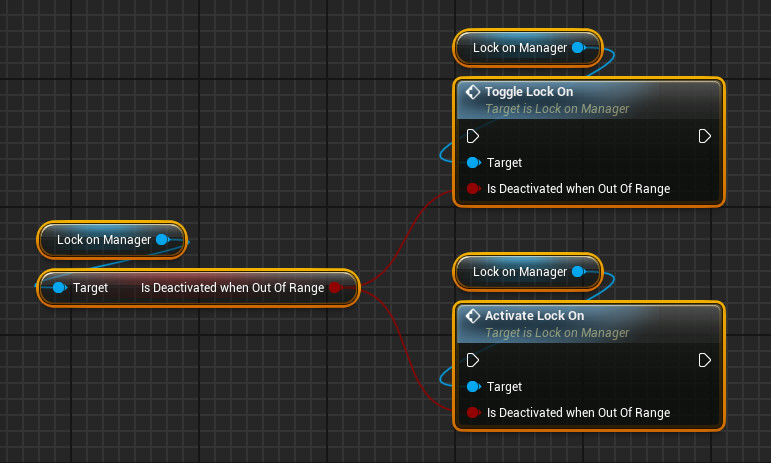 Lock on Manager
Toggle Lock On
Target is Lock on Manager
Target
Is Deactivated when Out Of Range
Lock on Manager
Target Is Deactivated when Out Of Range
Lock on Manager
Activate Lock On
Target is Lock on Manager
Target
Is Deactivated when Out Of Range